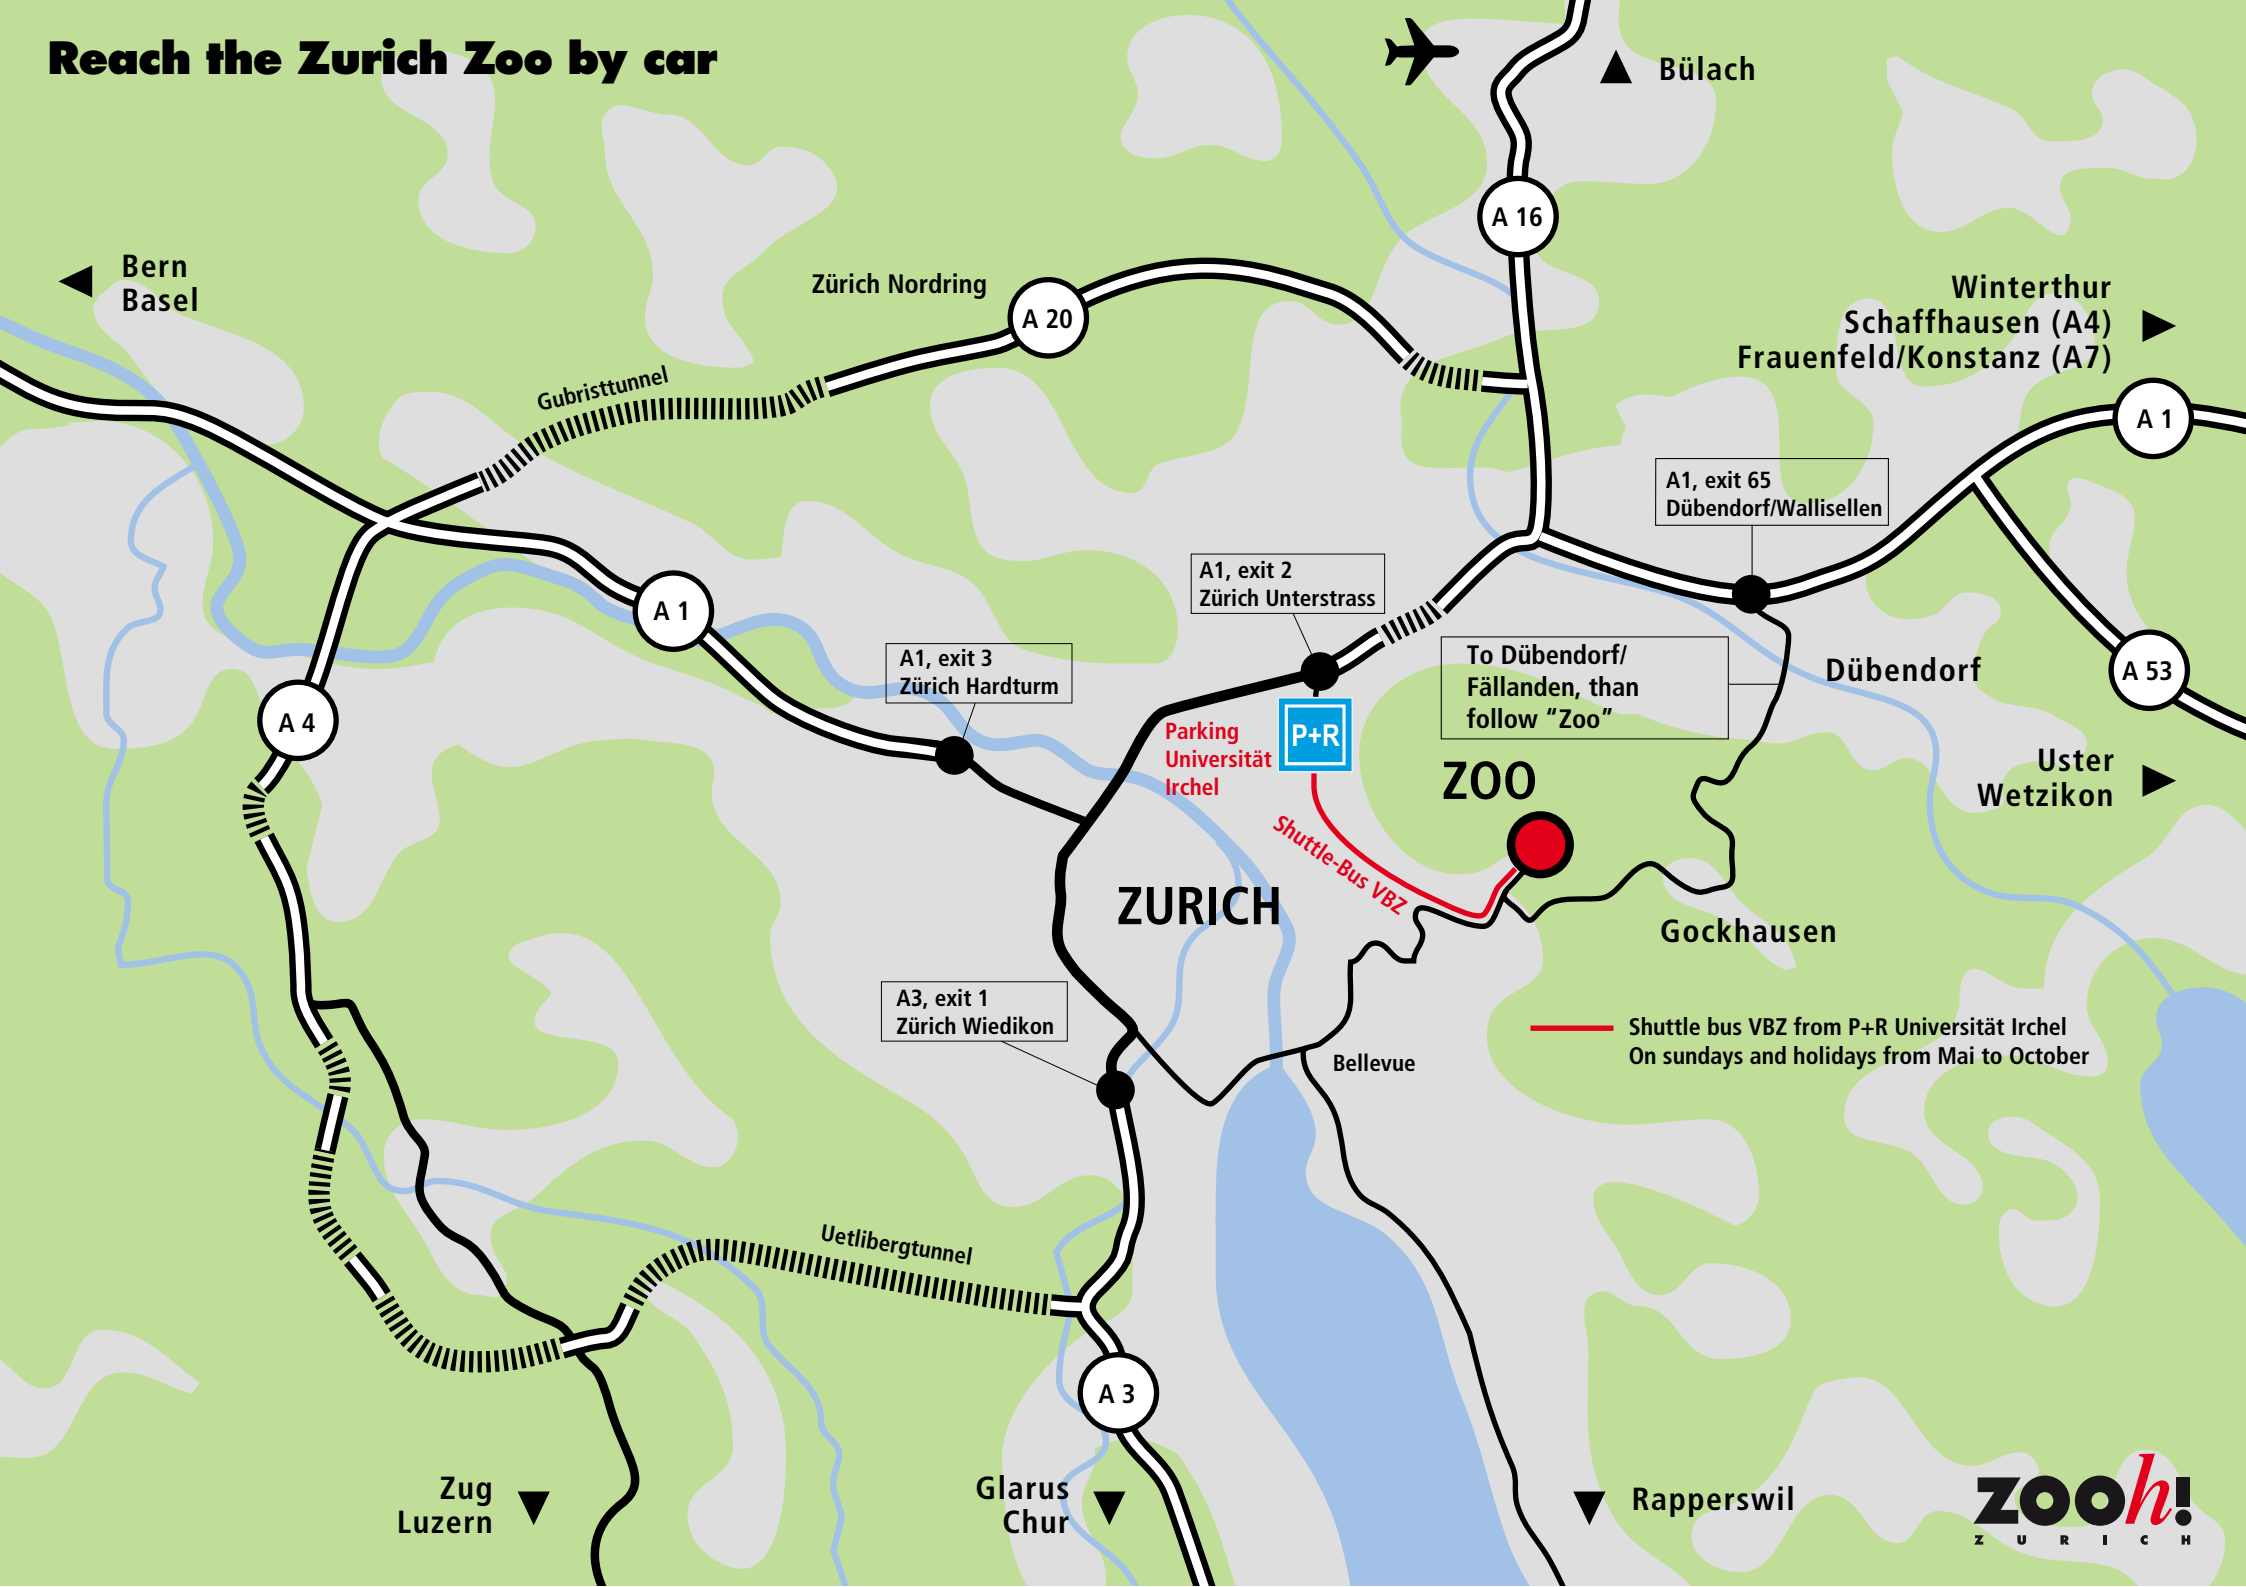 Reach the Zurich Zoo by car
Bülach
A 16
Bern
Basel
Zürich Nordring
A 20
Winterthur
Schaffhausen (A4)
Frauenfeld/Konstanz (A7)
Gubristtunnel
A 1
A1, exit 65
Dübendorf/Wallisellen
A1, exit 2
Zürich Unterstrass
A 1
A1, exit 3
Zürich Hardturm
To Dübendorf/
Fällanden, than
follow “Zoo”
Dübendorf
A 53
A 4
Parking
Universität
Irchel
P+R
ZOO
Uster
Wetzikon
Shuttle-Bus VBZ
ZURICH
Gockhausen
A3, exit 1
Zürich Wiedikon
Shuttle bus VBZ from P+R Universität Irchel
On sundays and holidays from Mai to October
Bellevue
Uetlibergtunnel
A 3
Zug
Luzern
Glarus
Chur
Rapperswil
zooh!
ZURICH